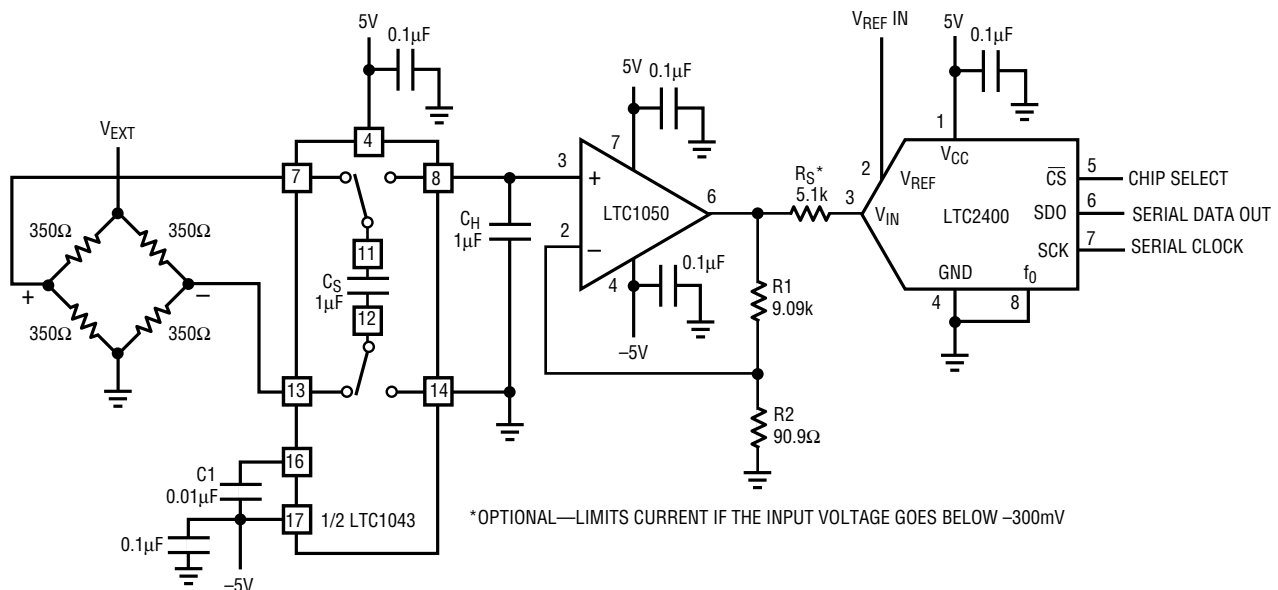 5V
0.1µF
V_EXT
4
7
8
350Ω
350Ω
+
–
350Ω
350Ω
11
C_S
1µF
12
13
14
C_H
1µF
16
C1
0.01µF
17
1/2 LTC1043
0.1µF
–5V
5V
0.1µF
7
3
+
LTC1050
6
2
–
4
0.1µF
–5V
R_S*
5.1k
R1
9.09k
R2
90.9Ω
V_REF IN
5V
0.1µF
1
V_CC
2
V_REF
3
V_IN
LTC2400
C̅S̅
5
CHIP SELECT
SDO
6
SERIAL DATA OUT
SCK
7
SERIAL CLOCK
GND
f_0
4
8
*OPTIONAL—LIMITS CURRENT IF THE INPUT VOLTAGE GOES BELOW –300mV